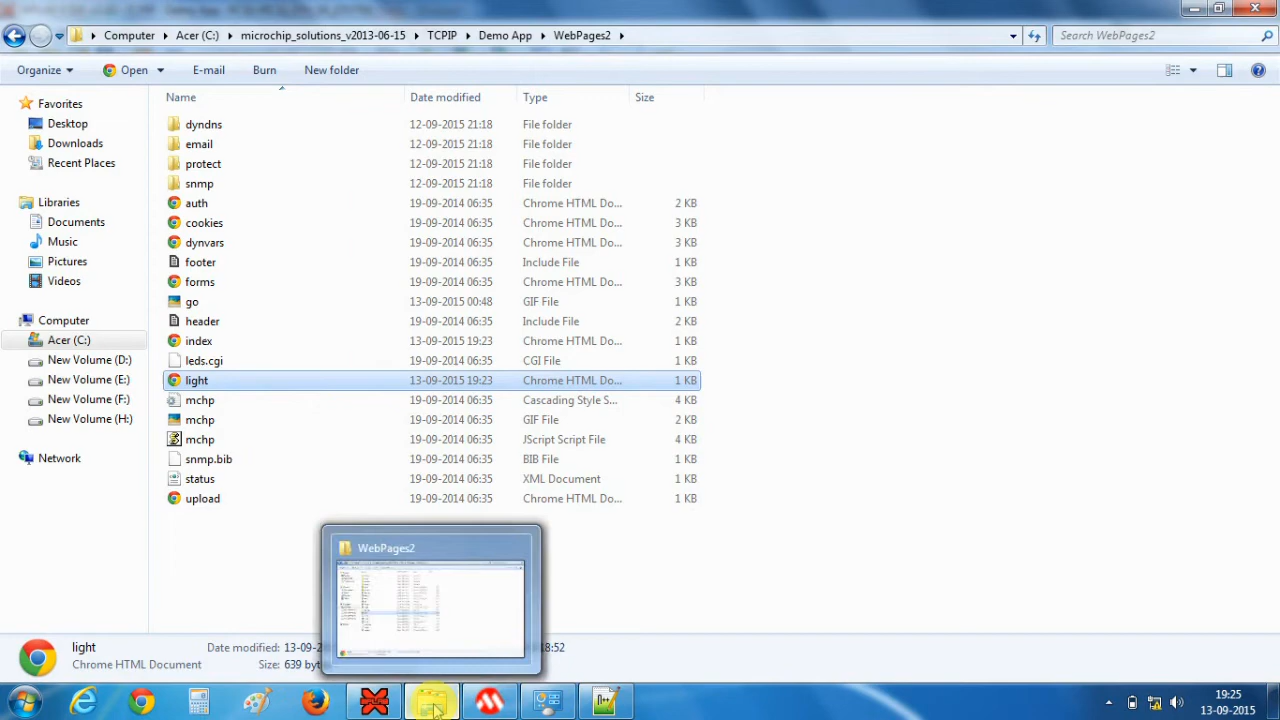 Computer Acer (C:) microchip_solutions_v2013-06-15 TCPIP Demo App WebPages2 Search WebPages2
Organize Open E-mail Burn New folder
Name Date modified Type Size
Favorites
Desktop
Downloads
Recent Places
Libraries
Documents
Music
Pictures
Videos
Computer
Acer (C:)
New Volume (D:)
New Volume (E:)
New Volume (F:)
New Volume (H:)
Network
dyndns 12-09-2015 21:18 File folder
email 12-09-2015 21:18 File folder
protect 12-09-2015 21:18 File folder
snmp 12-09-2015 21:18 File folder
auth 19-09-2014 06:35 Chrome HTML Do... 2 KB
cookies 19-09-2014 06:35 Chrome HTML Do... 3 KB
dynvars 19-09-2014 06:35 Chrome HTML Do... 3 KB
footer 19-09-2014 06:35 Include File 1 KB
forms 19-09-2014 06:35 Chrome HTML Do... 3 KB
go 13-09-2015 00:48 GIF File 1 KB
header 19-09-2014 06:35 Include File 2 KB
index 13-09-2015 19:23 Chrome HTML Do... 1 KB
leds.cgi 19-09-2014 06:35 CGI File 1 KB
light 13-09-2015 19:23 Chrome HTML Do... 1 KB
mchp 19-09-2014 06:35 Cascading Style S... 4 KB
mchp 19-09-2014 06:35 GIF File 2 KB
mchp 19-09-2014 06:35 JScript Script File 4 KB
snmp.bib 19-09-2014 06:35 BIB File 1 KB
status 19-09-2014 06:35 XML Document 1 KB
upload 19-09-2014 06:35 Chrome HTML Do... 1 KB
WebPages2
light Date modified: 13-09-2 8:52
Chrome HTML Document Size: 639 byt
19:25
13-09-2015